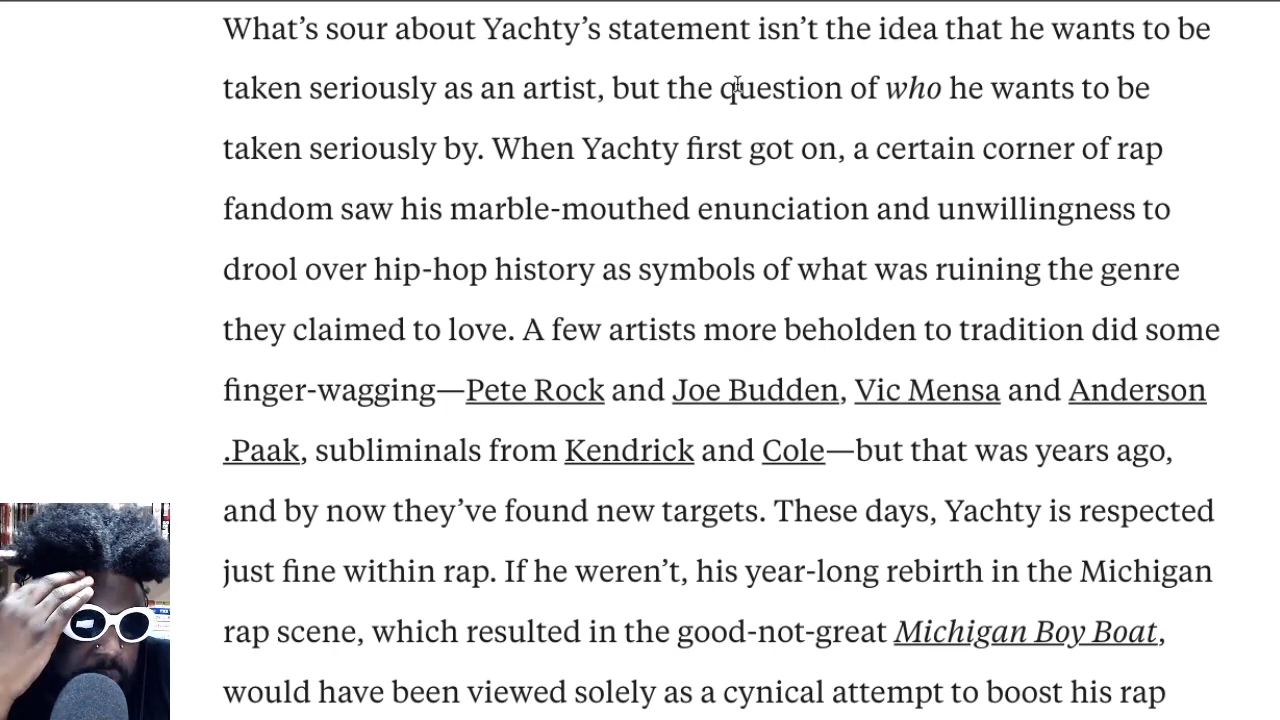 What’s sour about Yachty’s statement isn’t the idea that he wants to be
taken seriously as an artist, but the question of who he wants to be
taken seriously by. When Yachty first got on, a certain corner of rap
fandom saw his marble-mouthed enunciation and unwillingness to
drool over hip-hop history as symbols of what was ruining the genre
they claimed to love. A few artists more beholden to tradition did some
finger-wagging—Pete Rock and Joe Budden, Vic Mensa and Anderson
.Paak, subliminals from Kendrick and Cole—but that was years ago,
and by now they’ve found new targets. These days, Yachty is respected
just fine within rap. If he weren’t, his year-long rebirth in the Michigan
rap scene, which resulted in the good-not-great Michigan Boy Boat,
would have been viewed solely as a cynical attempt to boost his rap